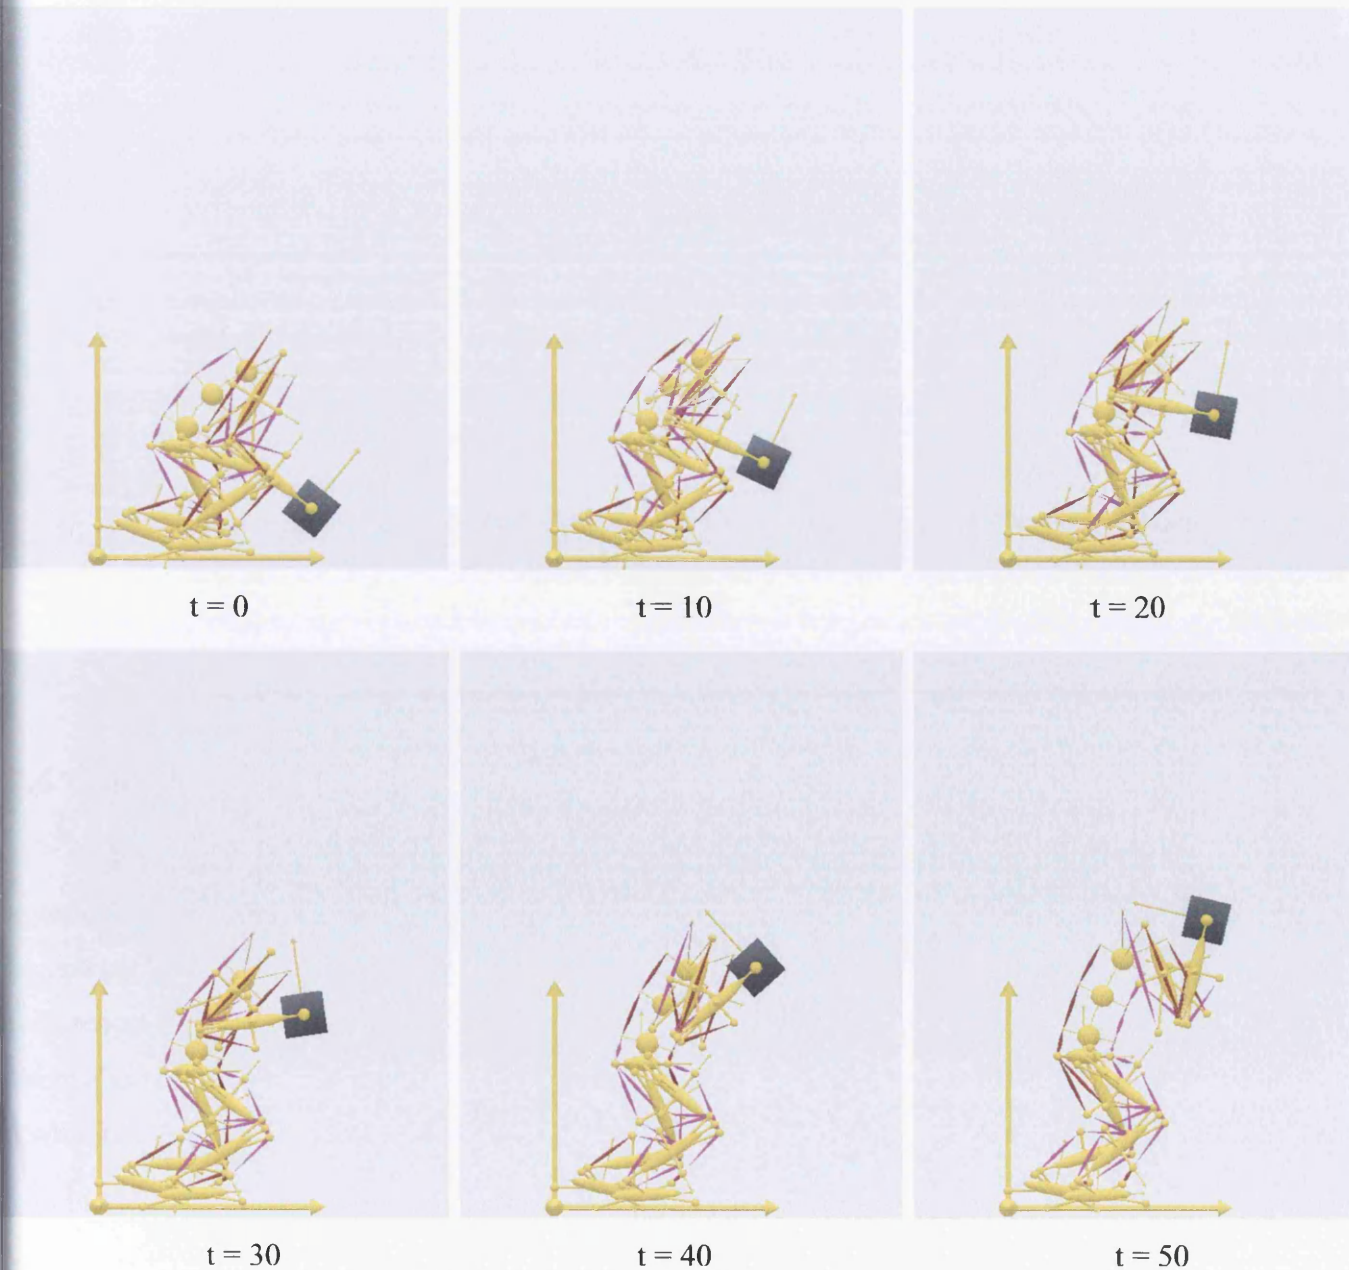 t = 0
t = 10
t = 20
t = 30
t = 40
t = 50